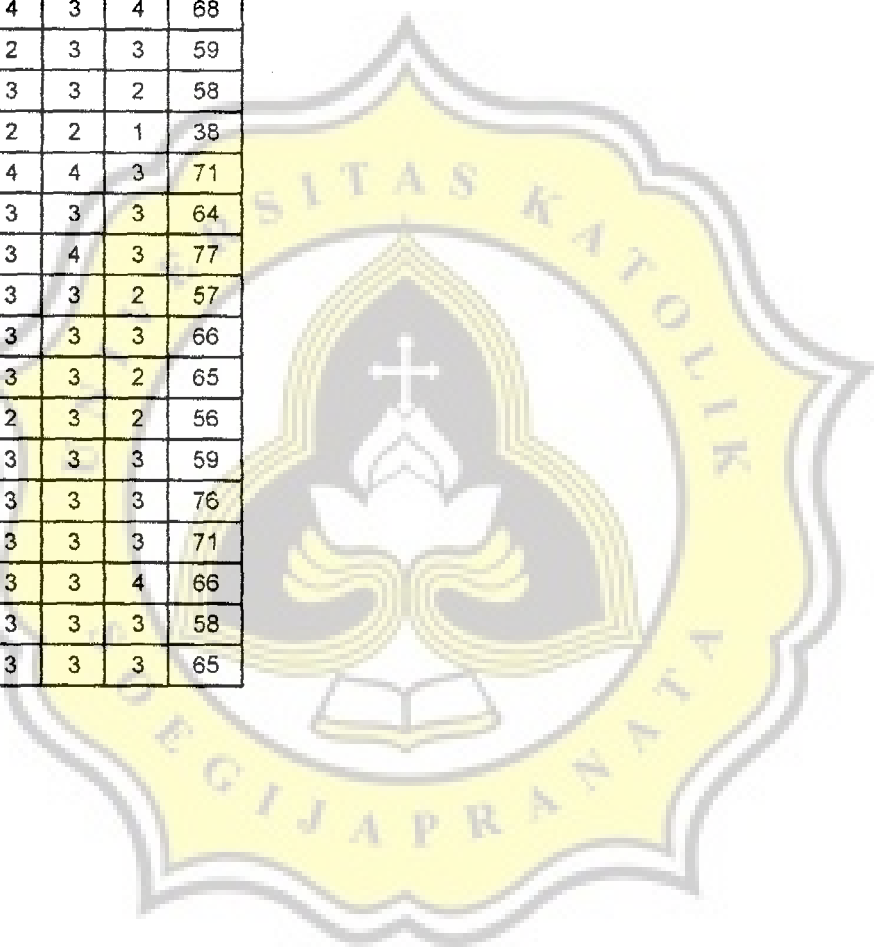 4 3 4 68
2 3 3 59
3 3 2 58
2 2 1 38
4 4 3 71
3 3 3 64
3 4 3 77
3 3 2 57
3 3 3 66
3 3 2 65
2 3 2 56
3 3 3 59
3 3 3 76
3 3 3 71
3 3 4 66
3 3 3 58
3 3 3 65
UNIVERSITAS KATOLIK
SOEGIJAPRANATA